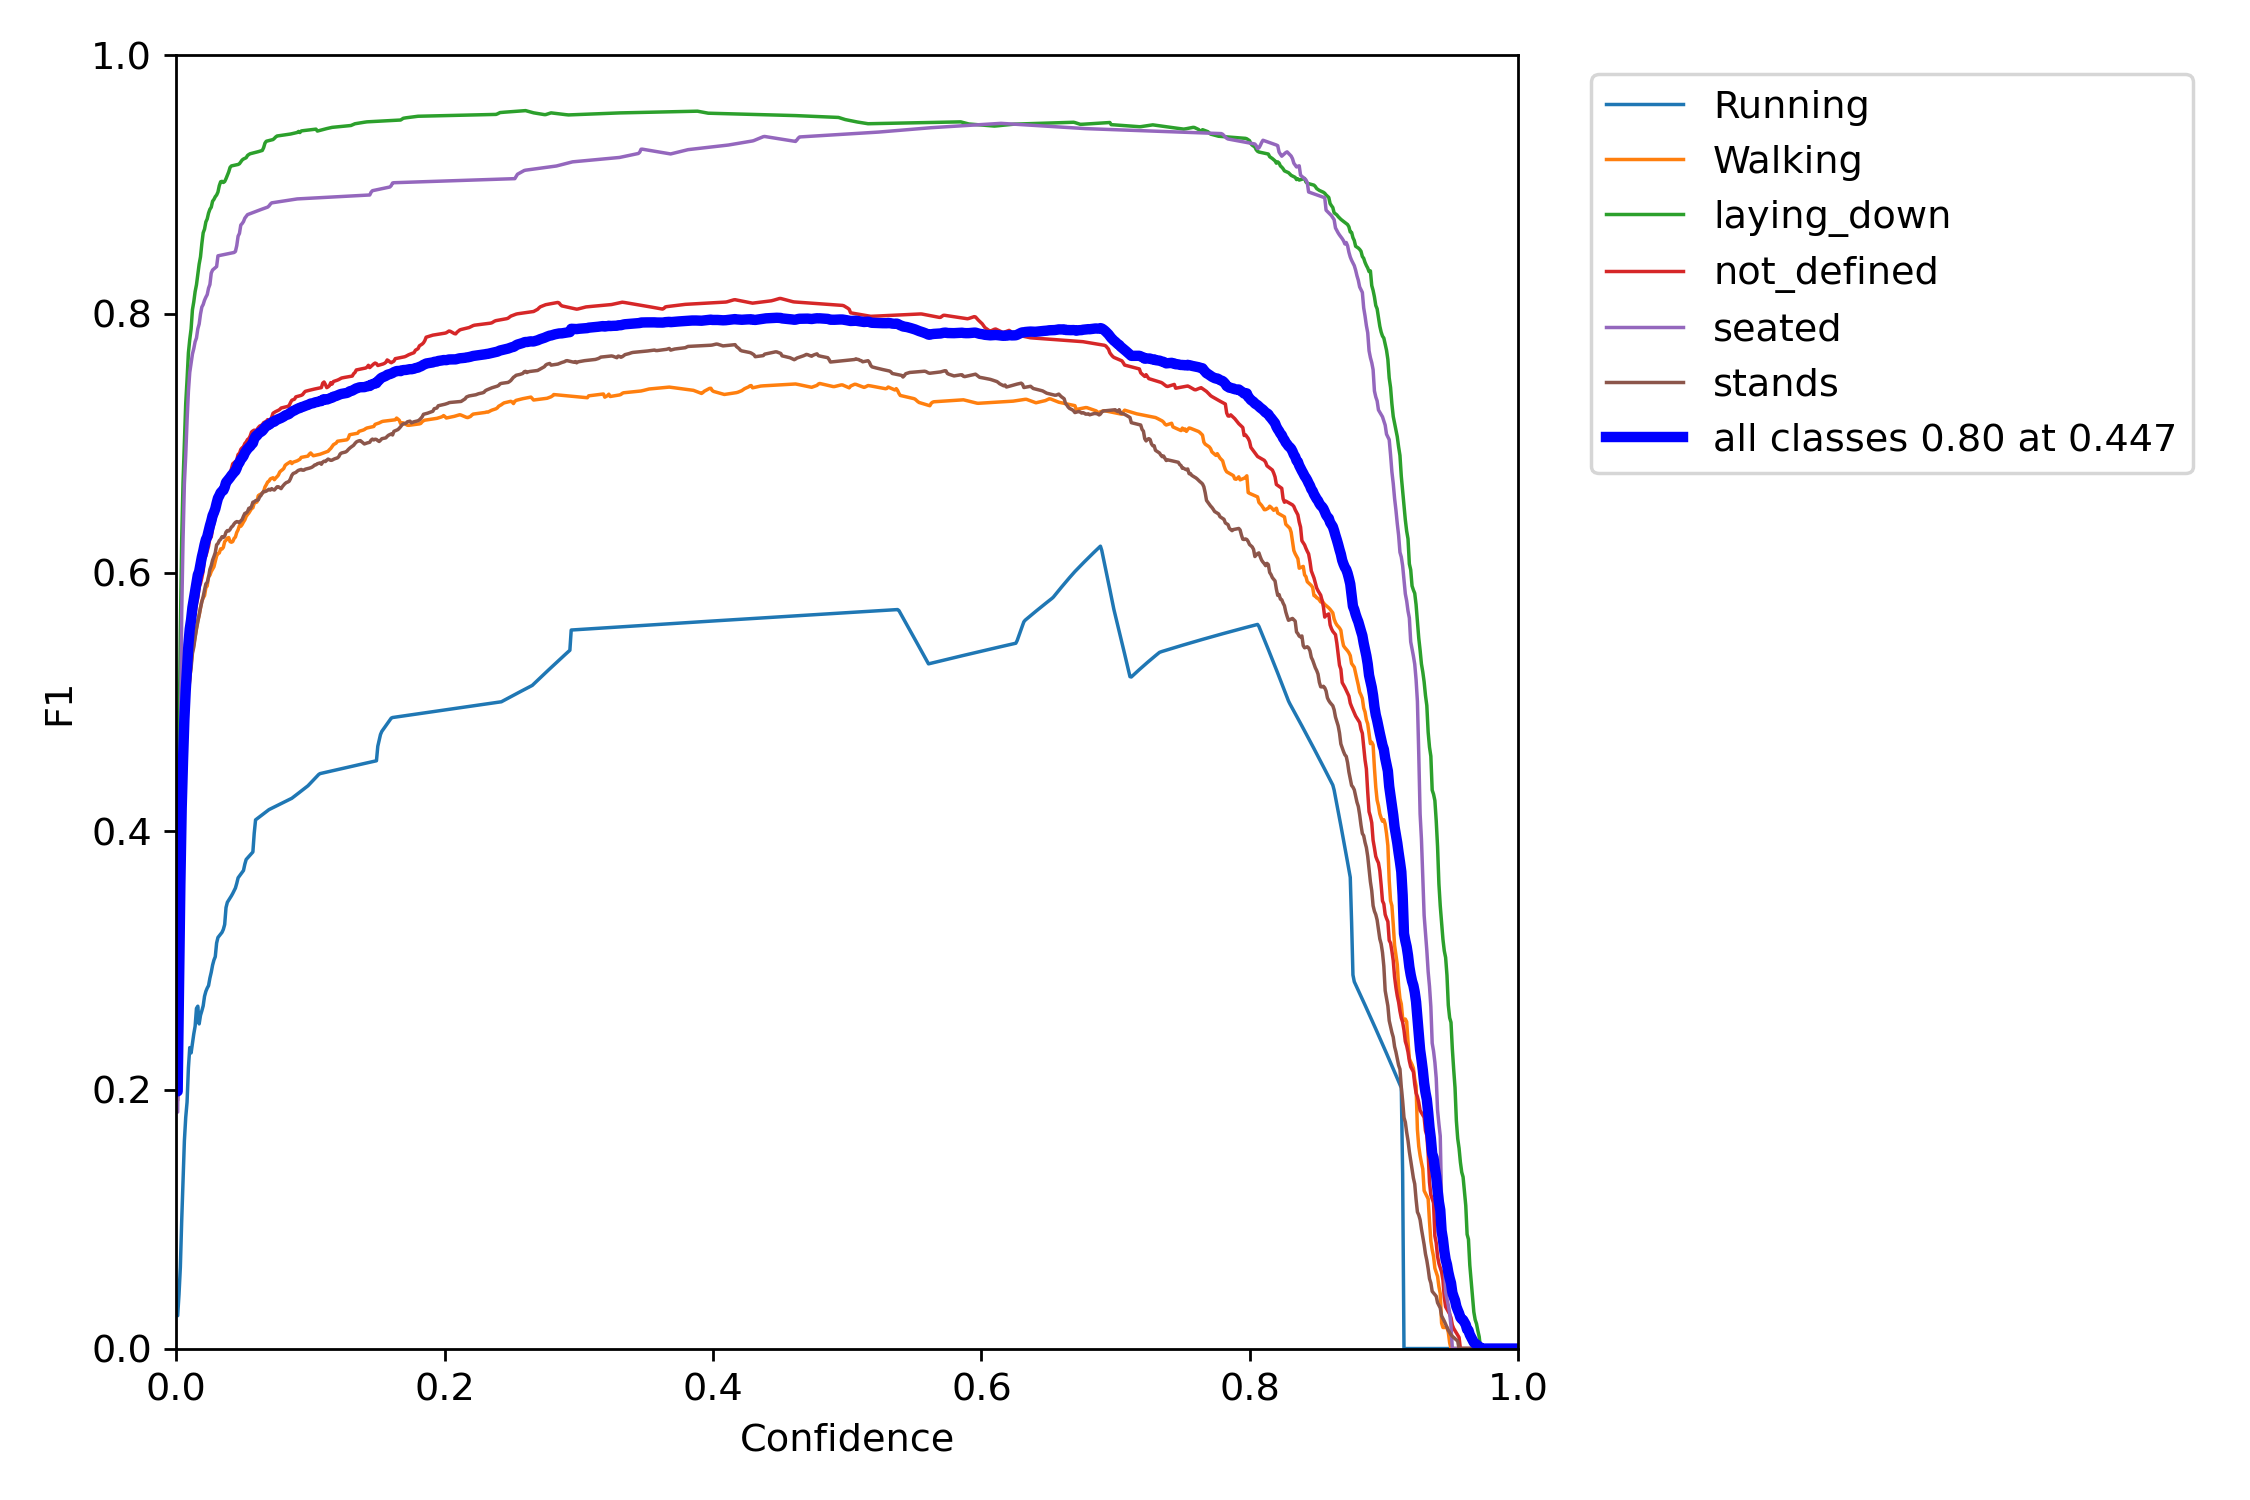 1.0
0.8
0.6
0.4
0.2
0.0
F1
0.0 0.2 0.4 0.6 0.8 1.0
Confidence
Running
Walking
laying_down
not_defined
seated
stands
all classes 0.80 at 0.447